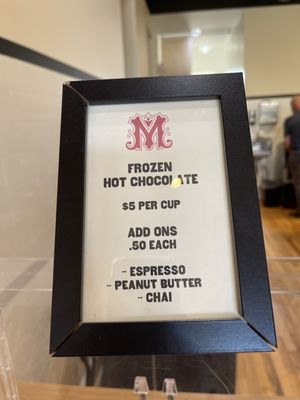 M
FROZEN
HOT CHOCOLATE
$5 PER CUP
ADD ONS
.50 EACH
~ ESPRESSO
~ PEANUT BUTTER
~ CHAI